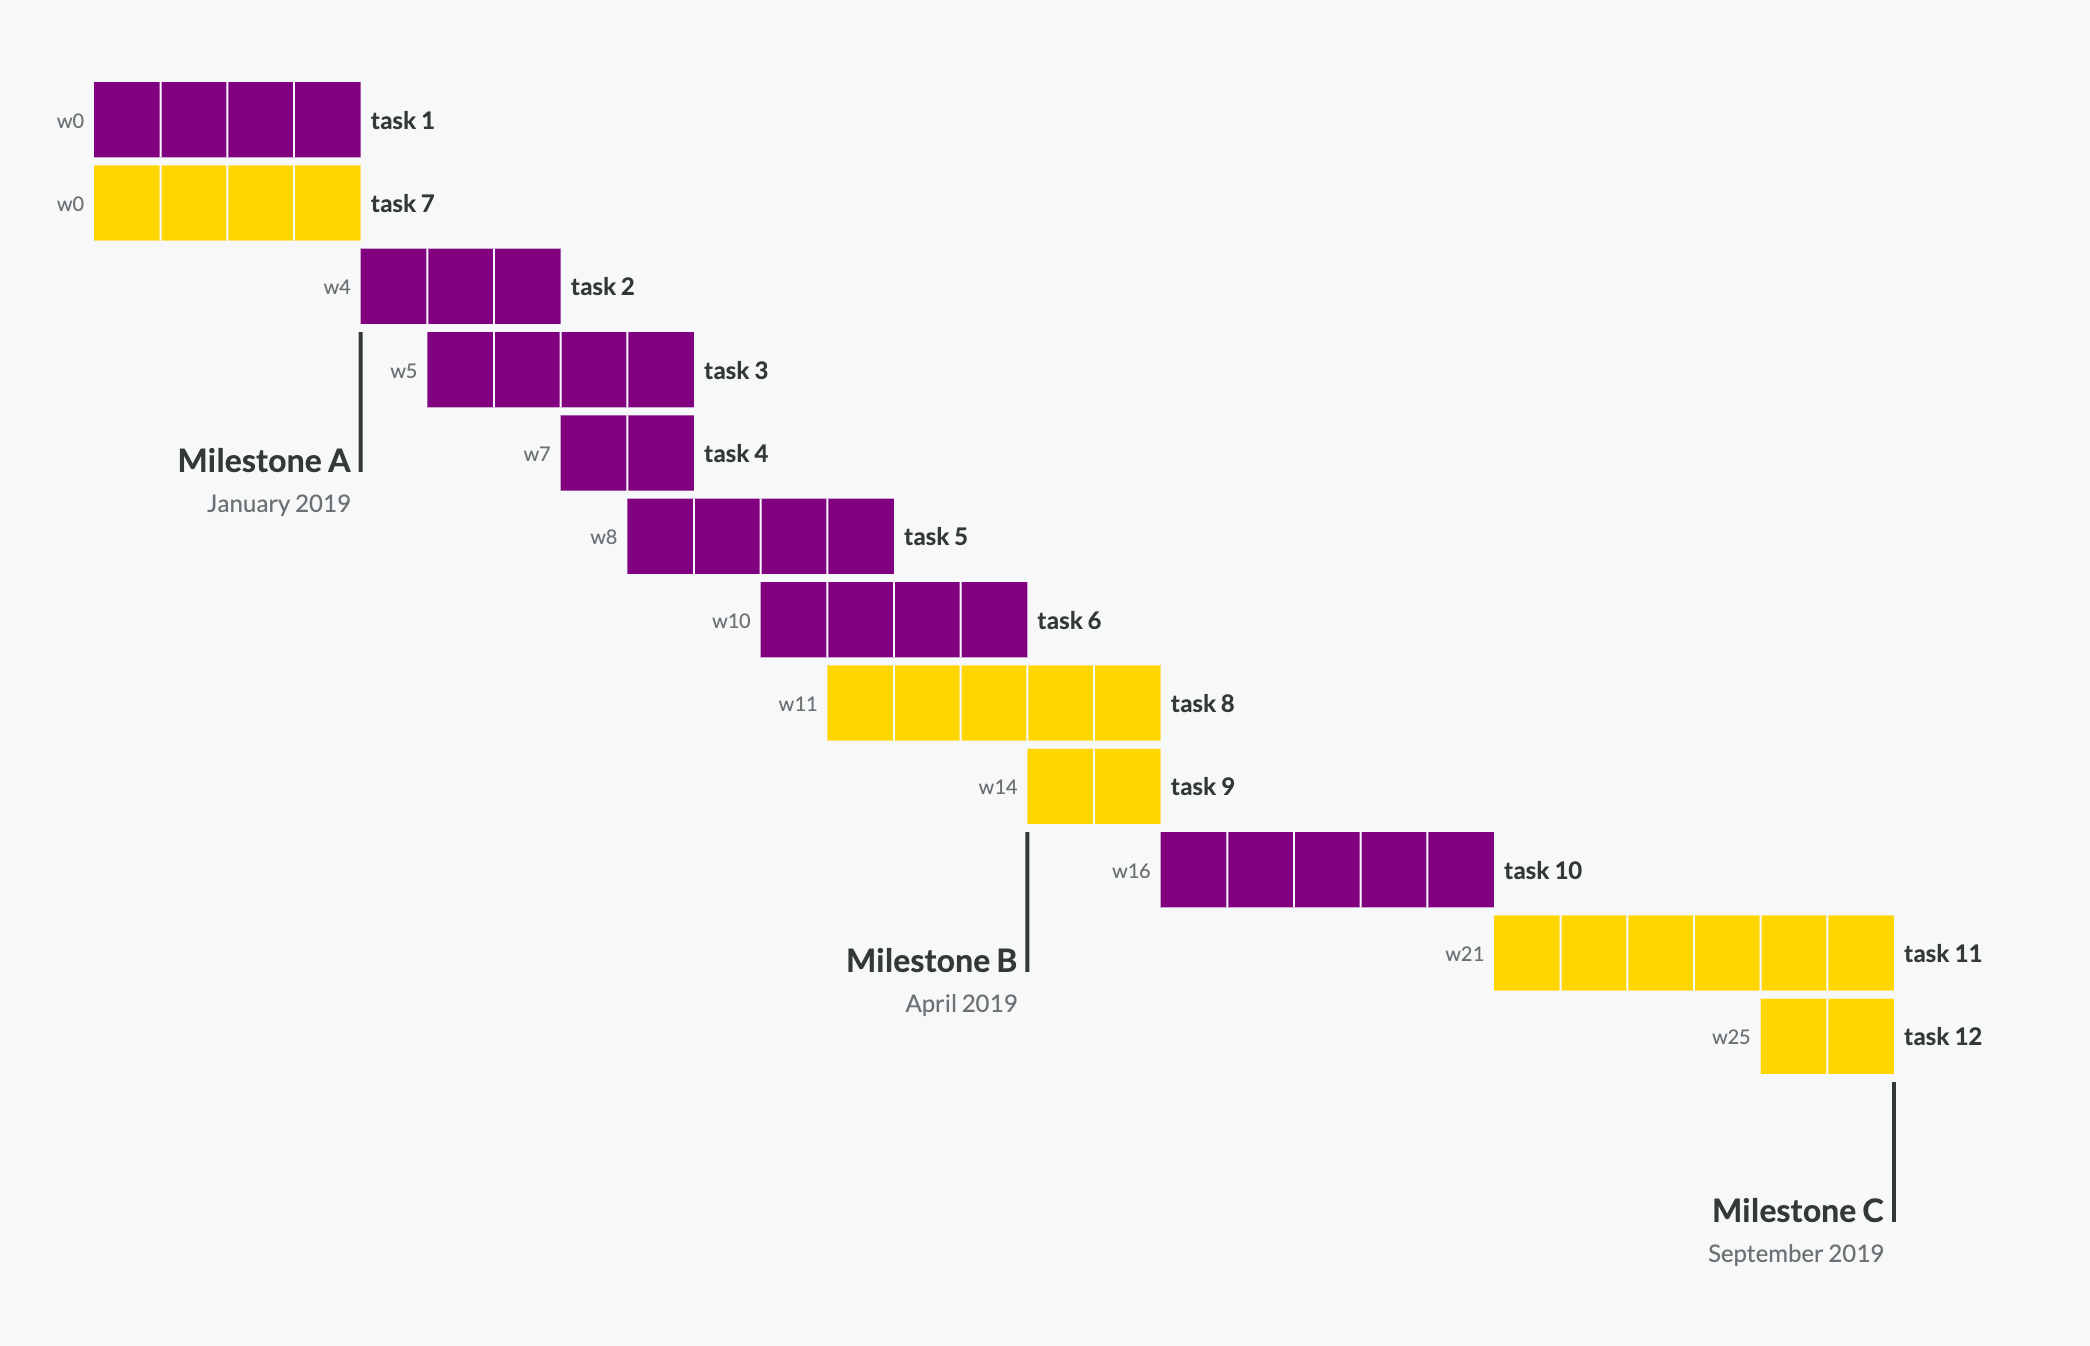 w0 task 1
w0 task 7
w4 task 2
w5 task 3
Milestone A
w7 task 4
January 2019
w8 task 5
w10 task 6
w11 task 8
w14 task 9
w16 task 10
Milestone B
w21 task 11
April 2019
w25 task 12
Milestone C
September 2019